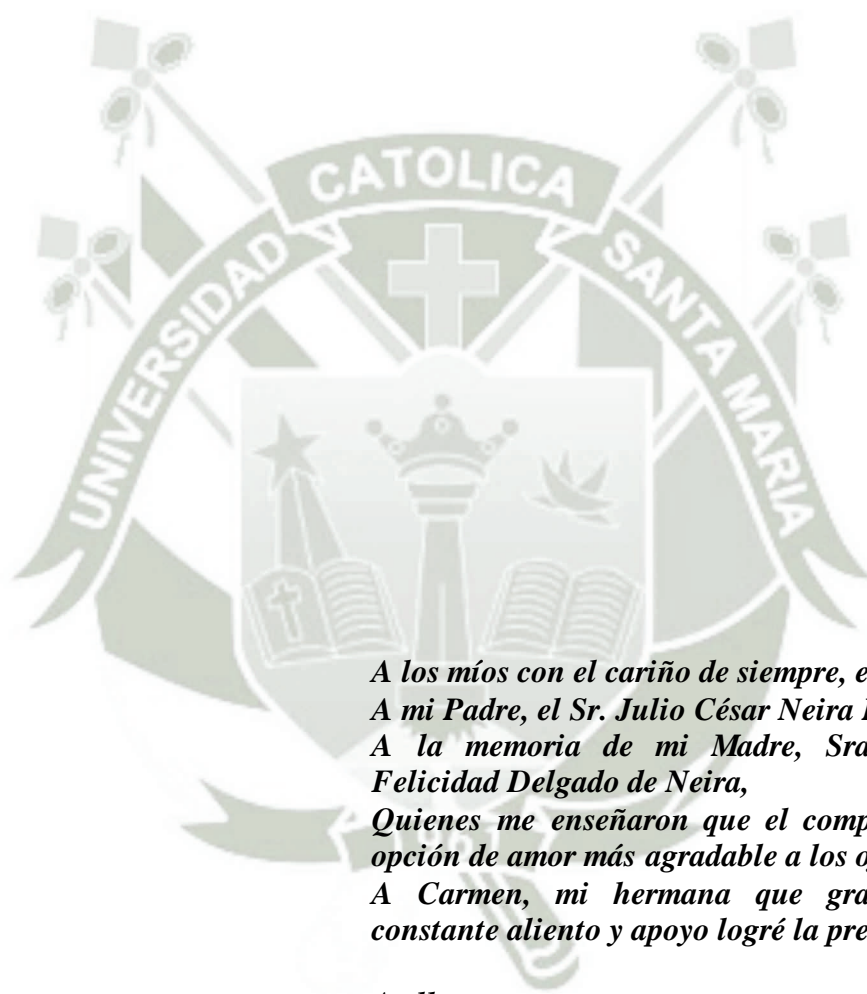 UNIVERSIDAD CATOLICA SANTA MARIA
A los míos con el cariño de siempre, e
A mi Padre, el Sr. Julio César Neira
A la memoria de mi Madre, Sra
Felicidad Delgado de Neira,
Quienes me enseñaron que el comp
opción de amor más agradable a los o
A Carmen, mi hermana que gra
constante aliento y apoyo logré la pre